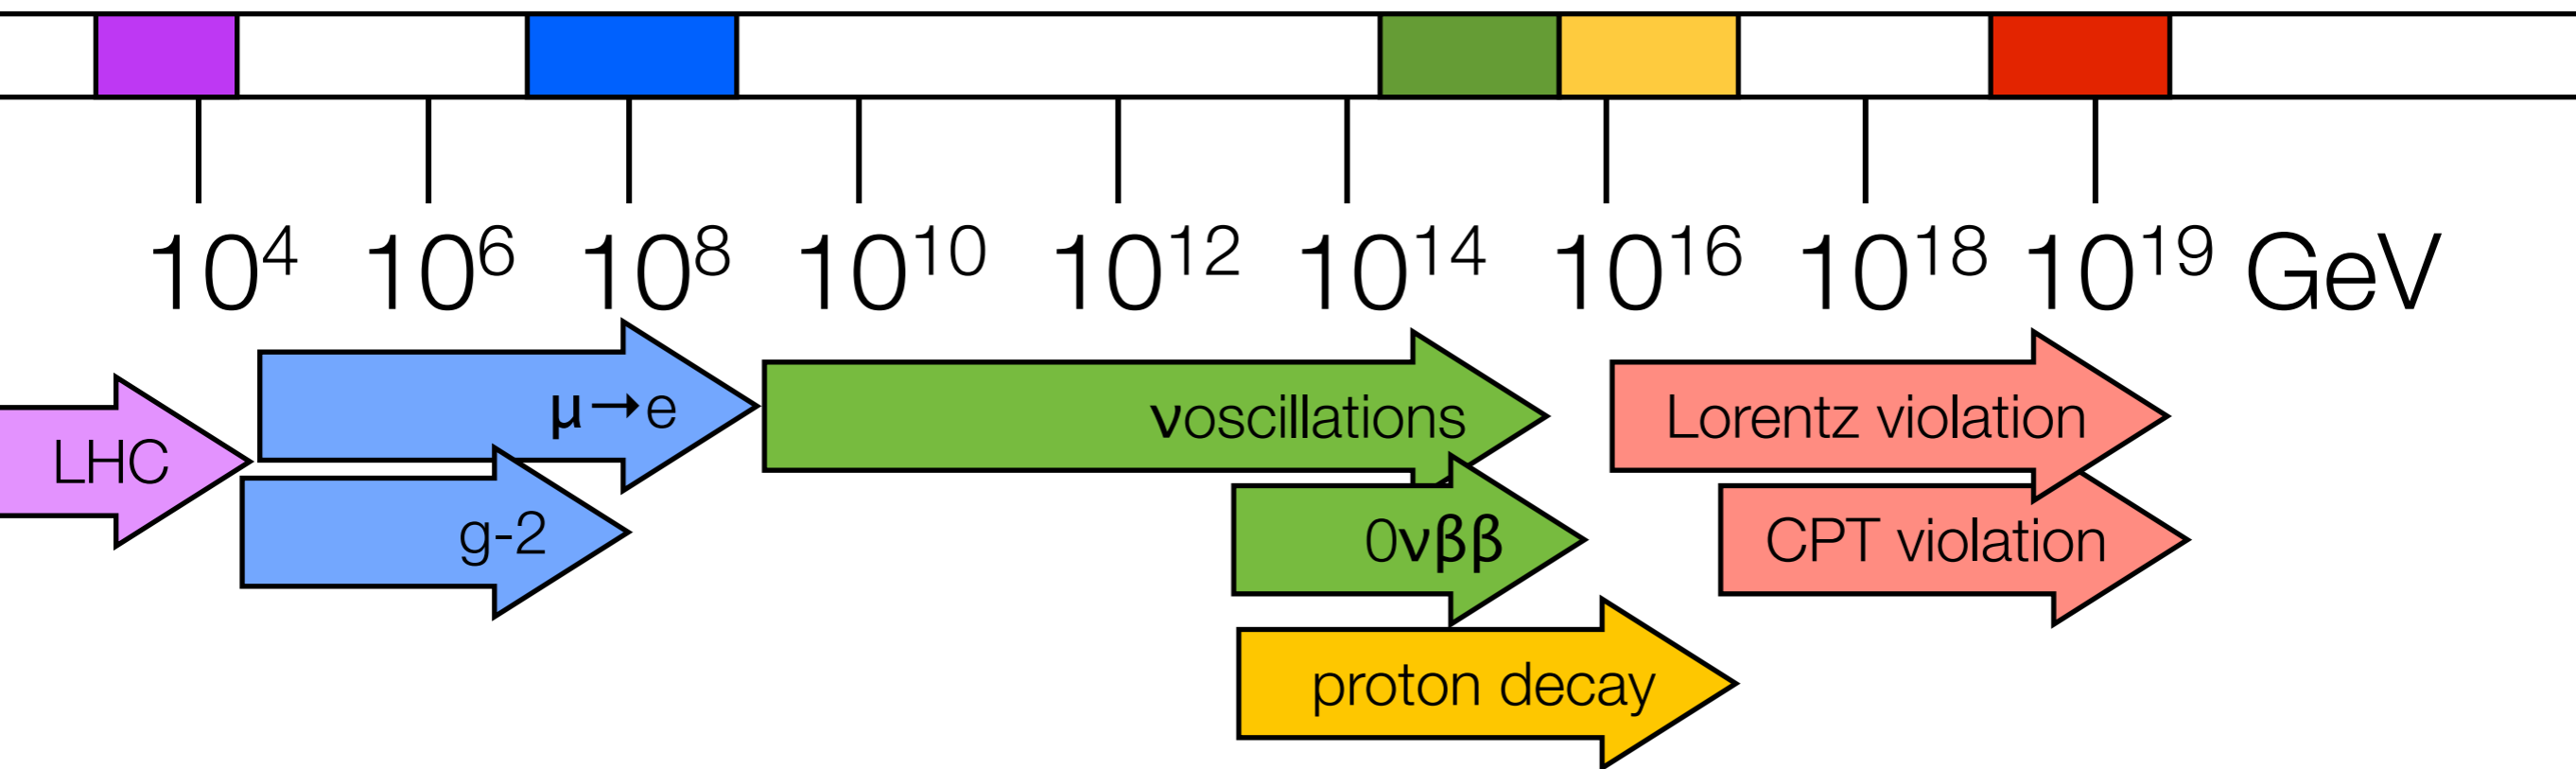 10⁴ 10⁶ 10⁸ 10¹⁰ 10¹² 10¹⁴ 10¹⁶ 10¹⁸ 10¹⁹ GeV
μ→e
νoscillations
Lorentz violation
LHC
g-2
0νββ
CPT violation
proton decay